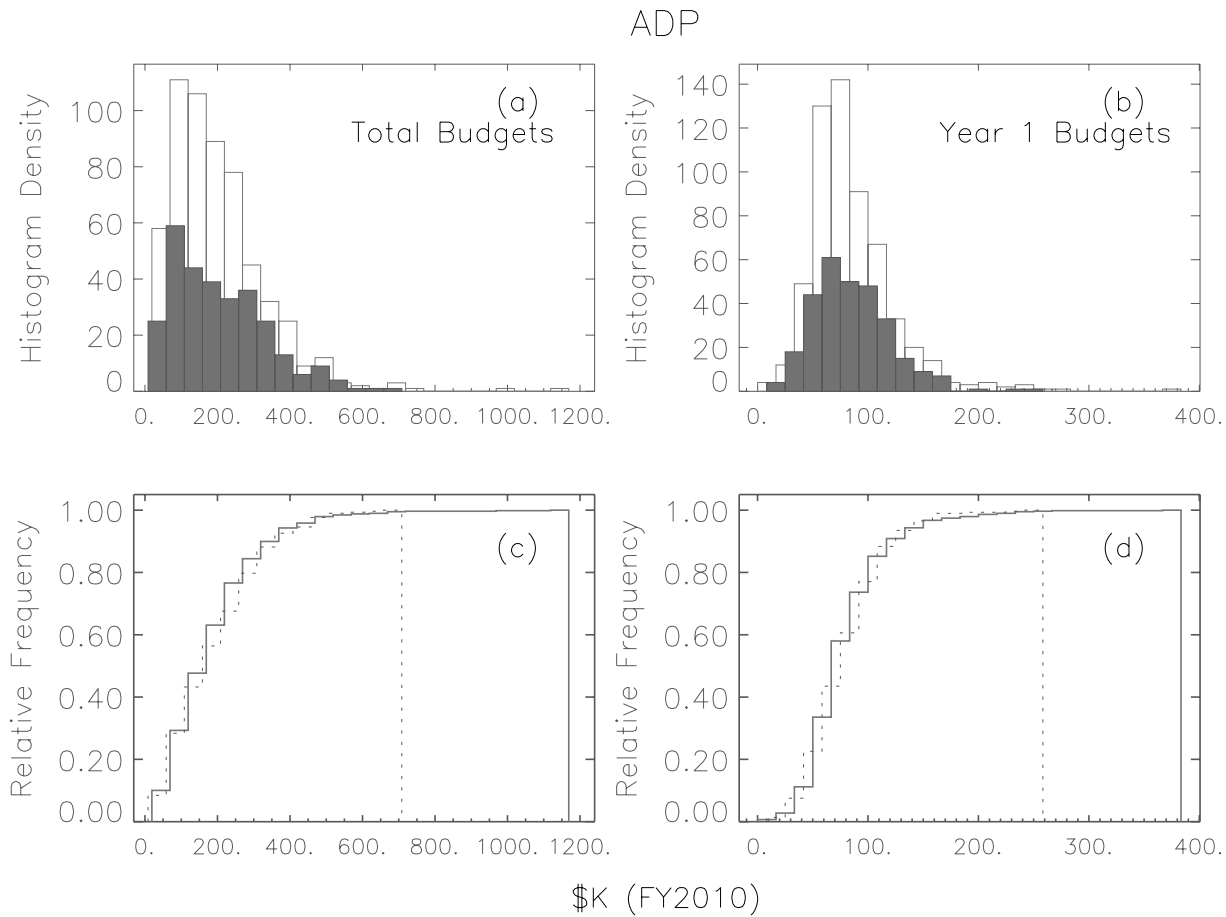 ADP
(a)
Total Budgets
Histogram Density
100
80
60
40
20
0
0. 200. 400. 600. 800. 1000. 1200.
(b)
Year 1 Budgets
Histogram Density
140
120
100
80
60
40
20
0
0. 100. 200. 300. 400.
(c)
Relative Frequency
1.00
0.80
0.60
0.40
0.20
0.00
0. 200. 400. 600. 800. 1000. 1200.
(d)
Relative Frequency
1.00
0.80
0.60
0.40
0.20
0.00
0. 100. 200. 300. 400.
$K (FY2010)